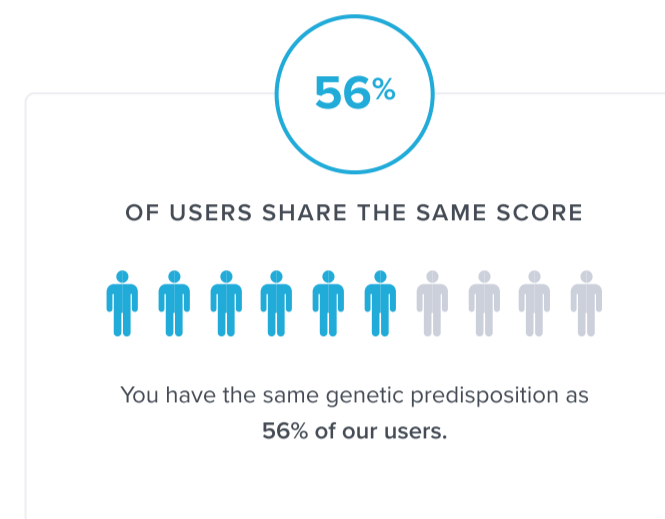 56%
OF USERS SHARE THE SAME SCORE
You have the same genetic predisposition as
56% of our users.